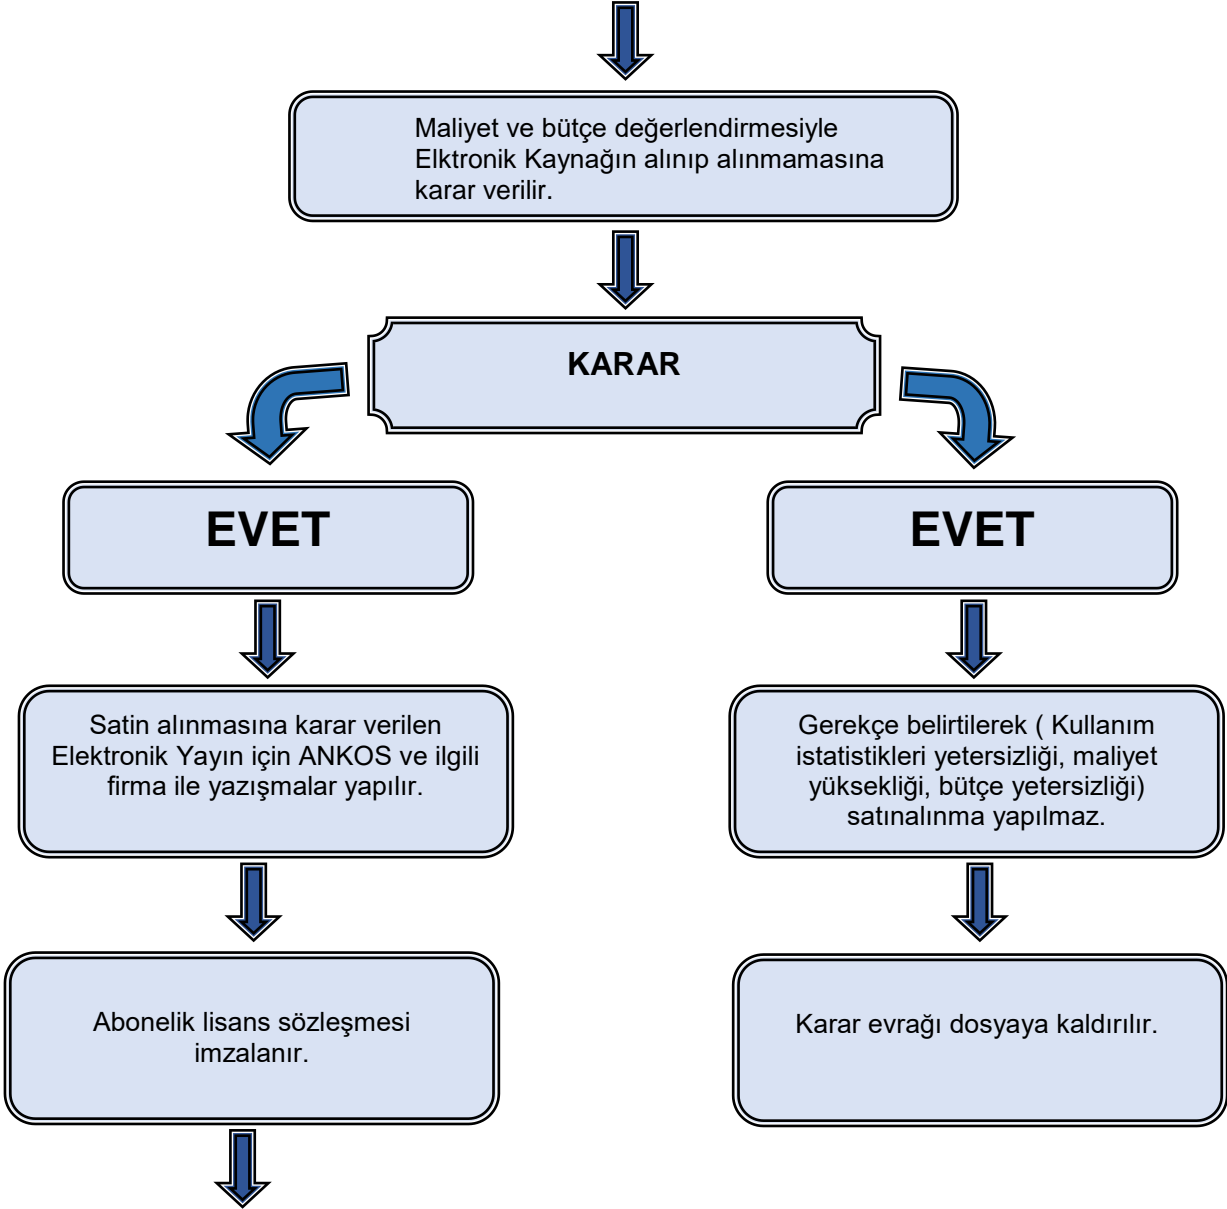 Maliyet ve bütçe değerlendirmesiyle
Elktronik Kaynağın alınıp alınmamasına
karar verilir.
KARAR
EVET
EVET
Satin alınmasına karar verilen
Elektronik Yayın için ANKOS ve ilgili
firma ile yazışmalar yapılır.
Gerekçe belirtilerek ( Kullanım
istatistikleri yetersizliği, maliyet
yüksekliği, bütçe yetersizliği)
satınalınma yapılmaz.
Abonelik lisans sözleşmesi
imzalanır.
Karar evrağı dosyaya kaldırılır.